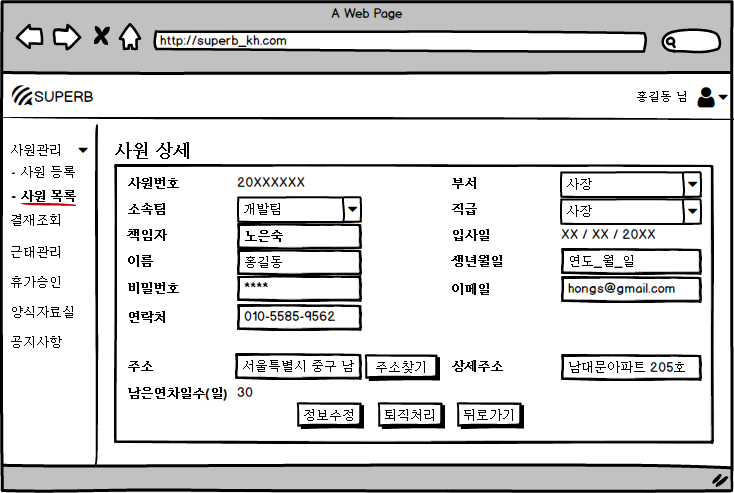 A Web Page
http://superb_kh.com
SUPERB
홍길동 님
사원관리
- 사원 등록
- 사원 목록
결재조회
근태관리
휴가승인
양식자료실
공지사항
사원 상세
사원번호 20XXXXXX 부서 사장
소속팀 개발팀 직급 사장
책임자 노은숙 입사일 XX / XX / 20XX
이름 홍길동 생년월일 연도_월_일
비밀번호 **** 이메일 hongs@gmail.com
연락처 010-5585-9562
주소 서울특별시 중구 남 주소찾기 상세주소 남대문아파트 205호
남은연차일수(일) 30
정보수정 퇴직처리 뒤로가기